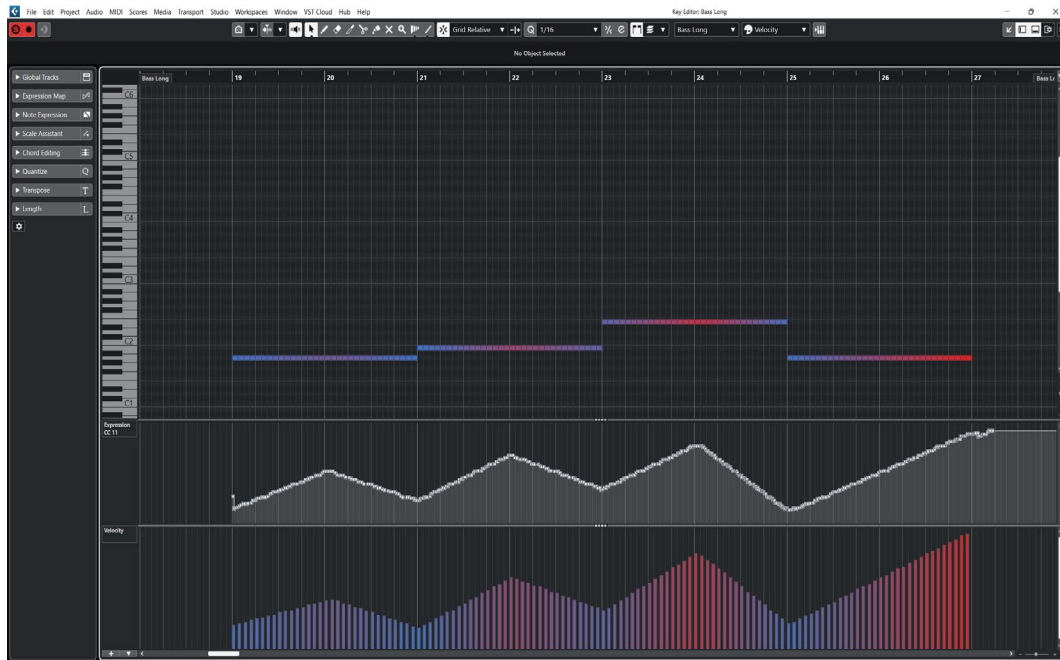 File Edit Project Audio MIDI Scores Media Transport Studio Workspaces Window VST Cloud Hub Help
Key Editor: Bass Long
S
Grid Relative
Q 1/16
Bass Long
Velocity
No Object Selected
Global Tracks
Expression Map
Note Expression
Scale Assistant
Chord Editing
Quantize Q
Transpose T
Length L
Bass Long 19 20 21 22 23 24 25 26 27 Bass L
C6
C5
C4
C3
C2
C1
Expression
CC 11
Velocity